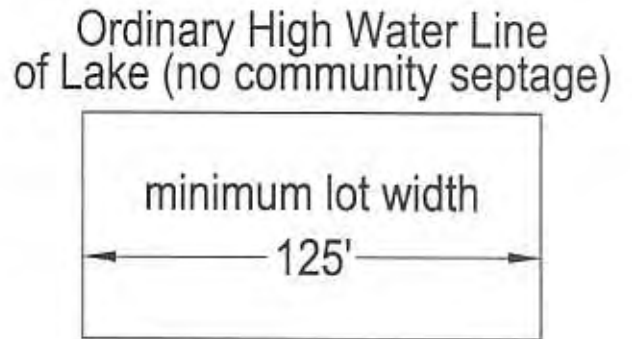 Ordinary High Water Line
of Lake (no community septage)
minimum lot width
125'